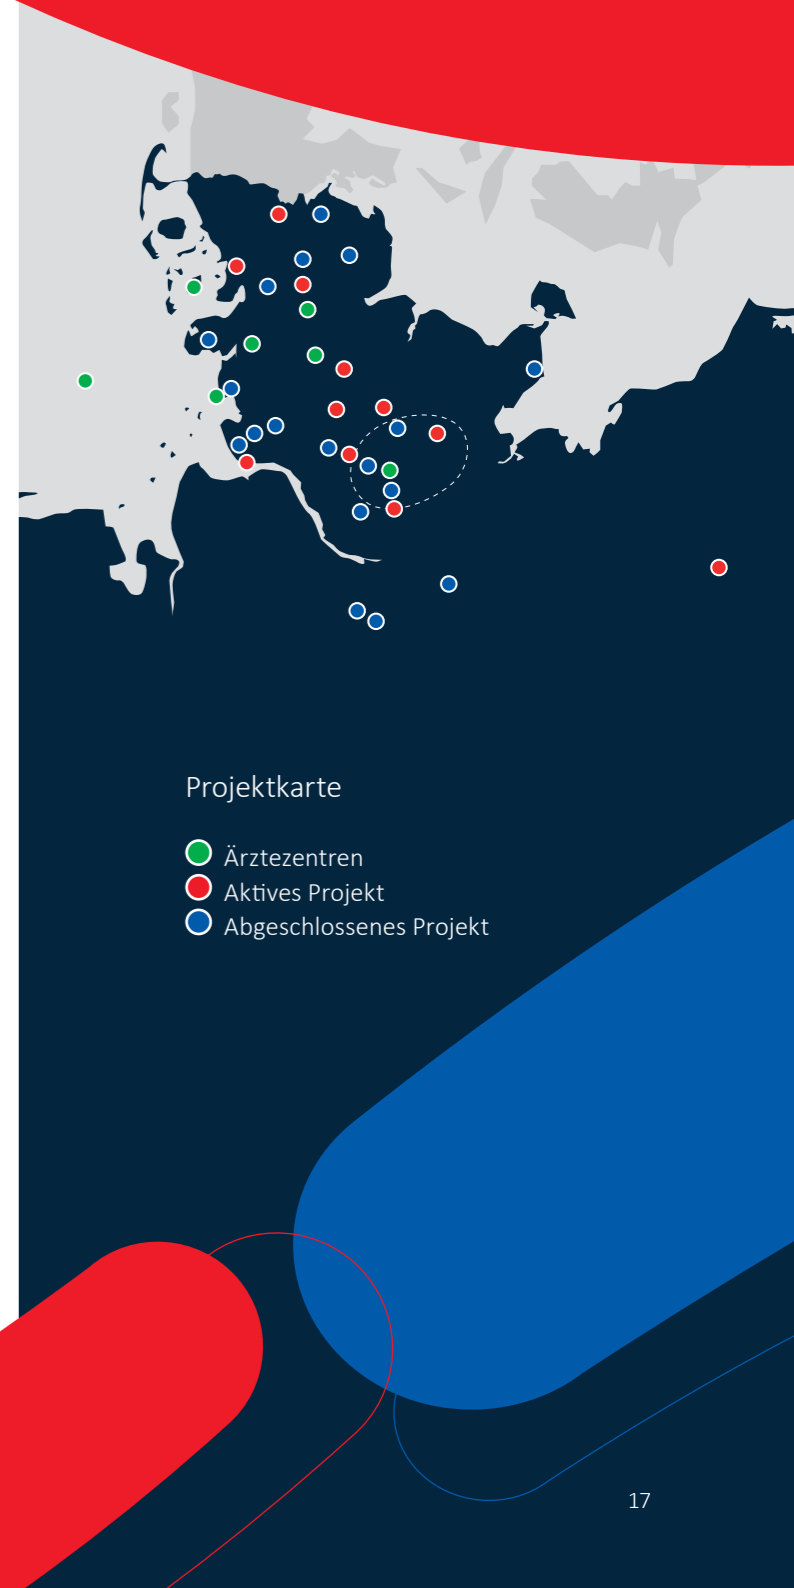 Projektkarte
Ärztezentren
Aktives Projekt
Abgeschlossenes Projekt
17